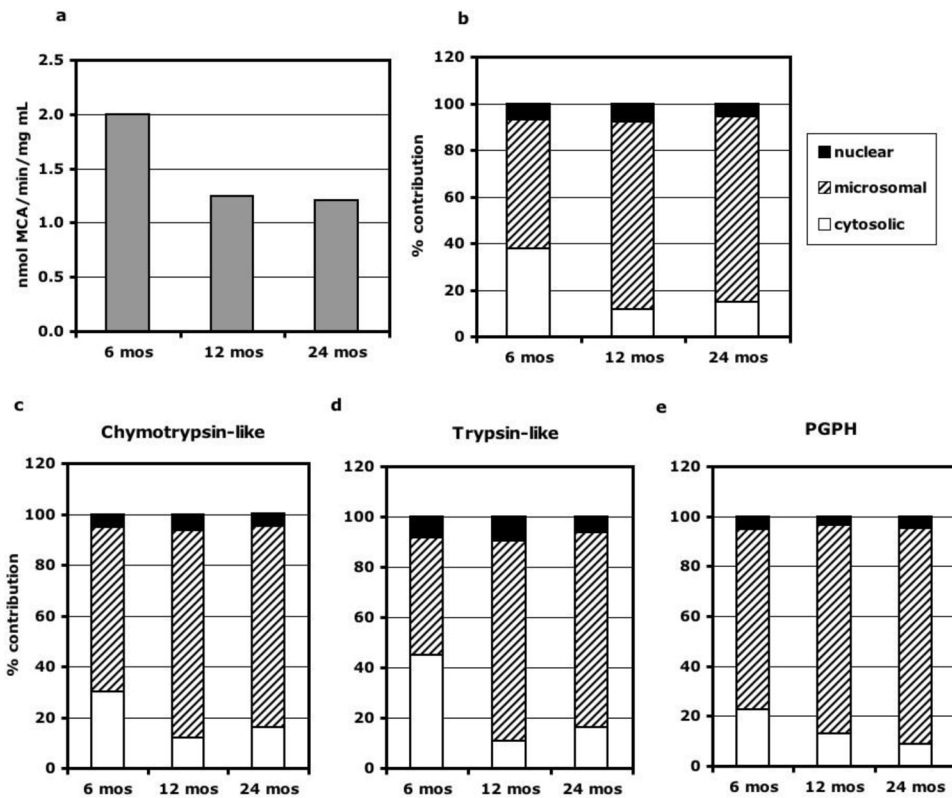 a
nmol MCA/min/mg mL
2.5
2.0
1.5
1.0
0.5
0.0
6 mos 12 mos 24 mos
b
% contribution
120
100
80
60
40
20
0
6 mos 12 mos 24 mos
nuclear
microsomal
cytosolic
c
Chymotrypsin-like
% contribution
120
100
80
60
40
20
0
6 mos 12 mos 24 mos
d
Trypsin-like
120
100
80
60
40
20
0
6 mos 12 mos 24 mos
e
PGPH
120
100
80
60
40
20
0
6 mos 12 mos 24 mos